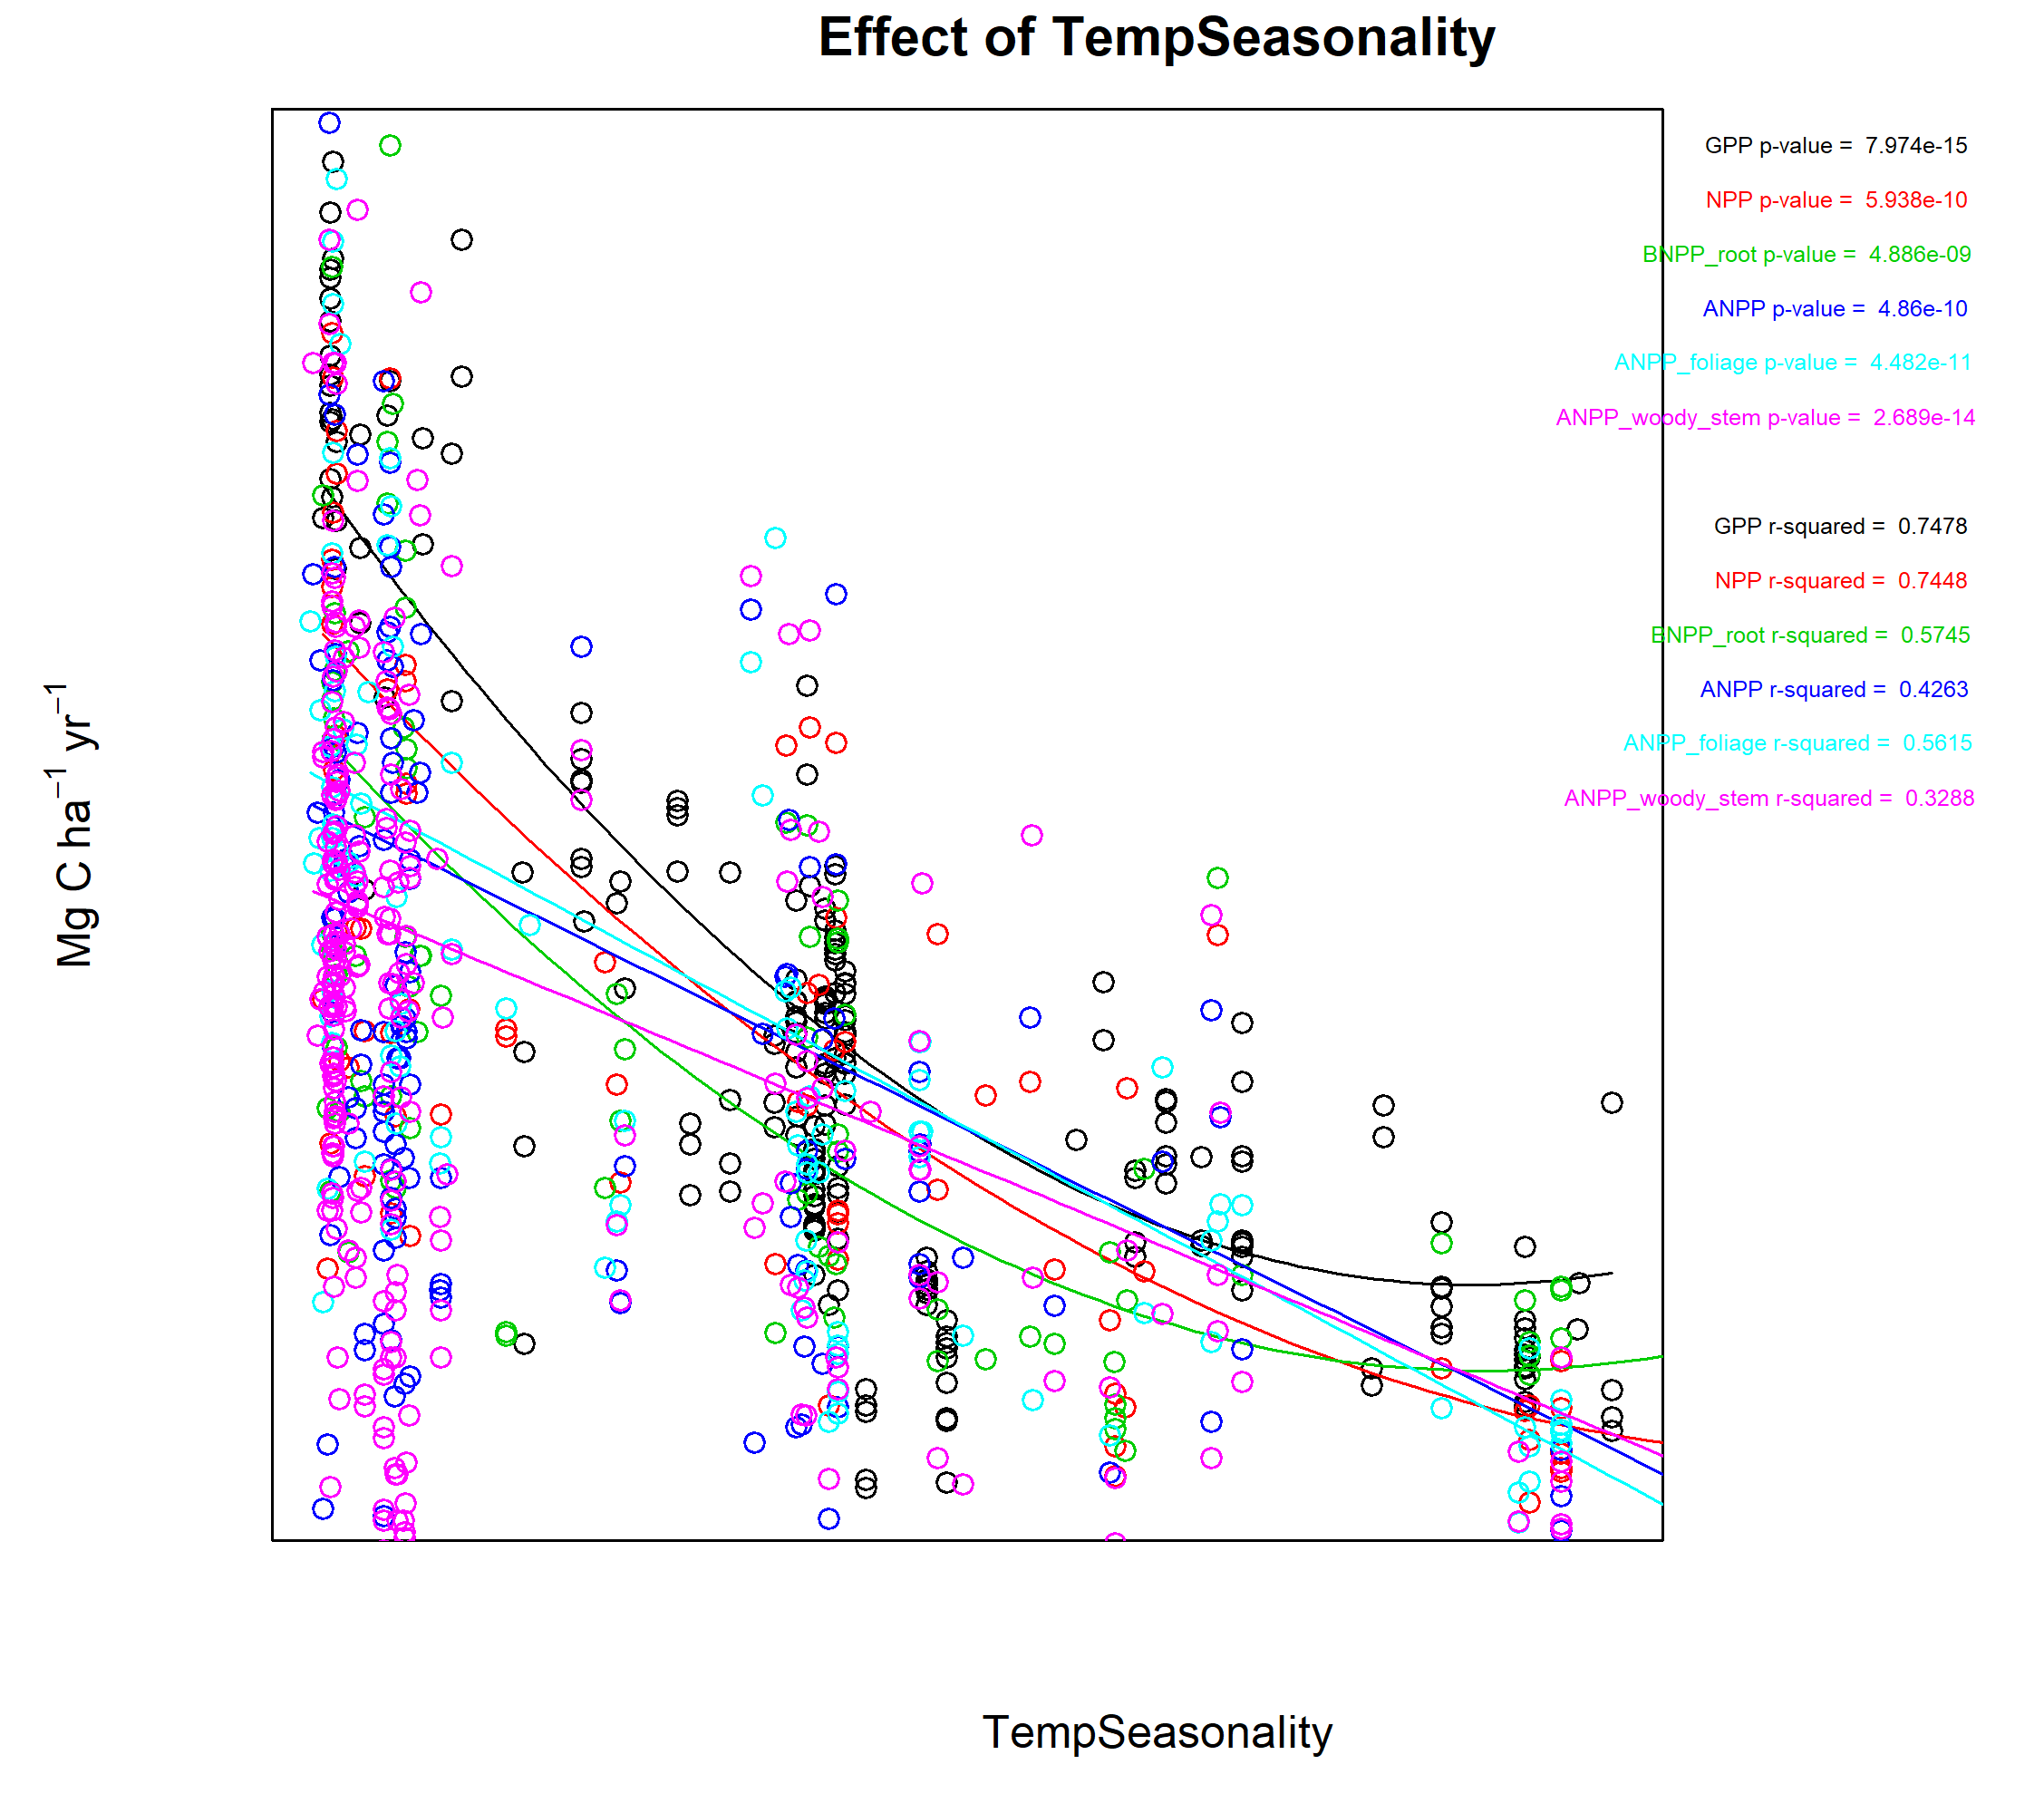 Effect of TempSeasonality
GPP p-value = 7.974e-15
NPP p-value = 5.938e-10
BNPP_root p-value = 4.886e-09
ANPP p-value = 4.86e-10
ANPP_foliage p-value = 4.482e-11
ANPP_woody_stem p-value = 2.689e-14
GPP r-squared = 0.7478
NPP r-squared = 0.7448
BNPP_root r-squared = 0.5745
ANPP r-squared = 0.4263
ANPP_foliage r-squared = 0.5615
ANPP_woody_stem r-squared = 0.3288
Mg C ha⁻¹ yr⁻¹
TempSeasonality